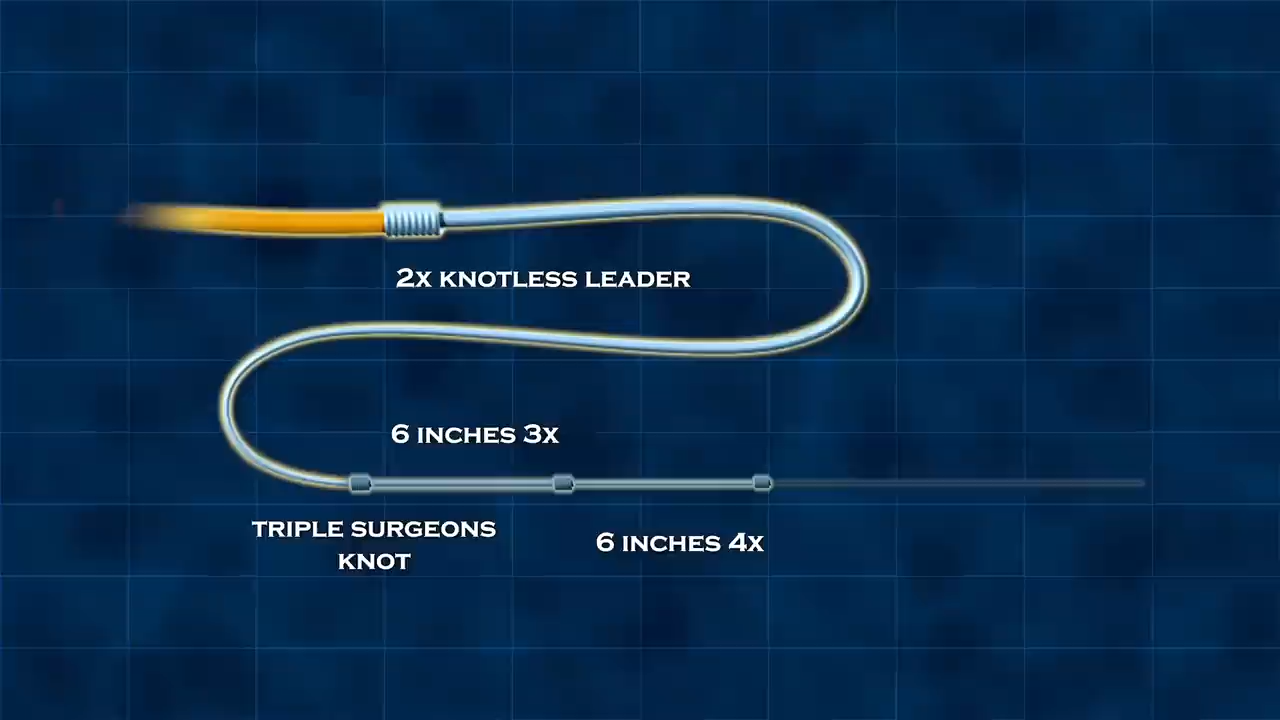 2X KNOTLESS LEADER
6 INCHES 3X
TRIPLE SURGEONS
KNOT
6 INCHES 4X